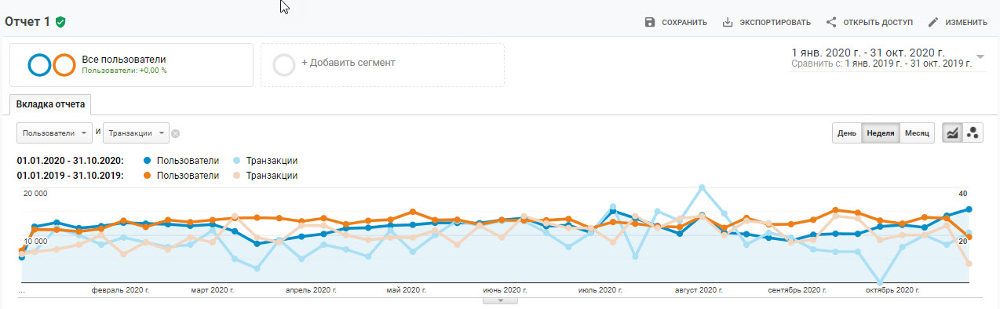 Отчет 1
СОХРАНИТЬ ЭКСПОРТИРОВАТЬ ОТКРЫТЬ ДОСТУП ИЗМЕНИТЬ
Все пользователи
Пользователи: +0,00 %
+ Добавить сегмент
1 янв. 2020 г. - 31 окт. 2020 г.
Сравнить с: 1 янв. 2019 г. - 31 окт. 2019 г.
Вкладка отчета
Пользователи и Транзакции
День Неделя Месяц
01.01.2020 - 31.10.2020: Пользователи Транзакции
01.01.2019 - 31.10.2019: Пользователи Транзакции
20 000 40
10 000 20
... февраль 2020 г. март 2020 г. апрель 2020 г. май 2020 г. июнь 2020 г. июль 2020 г. август 2020 г. сентябрь 2020 г. октябрь 2020 г.